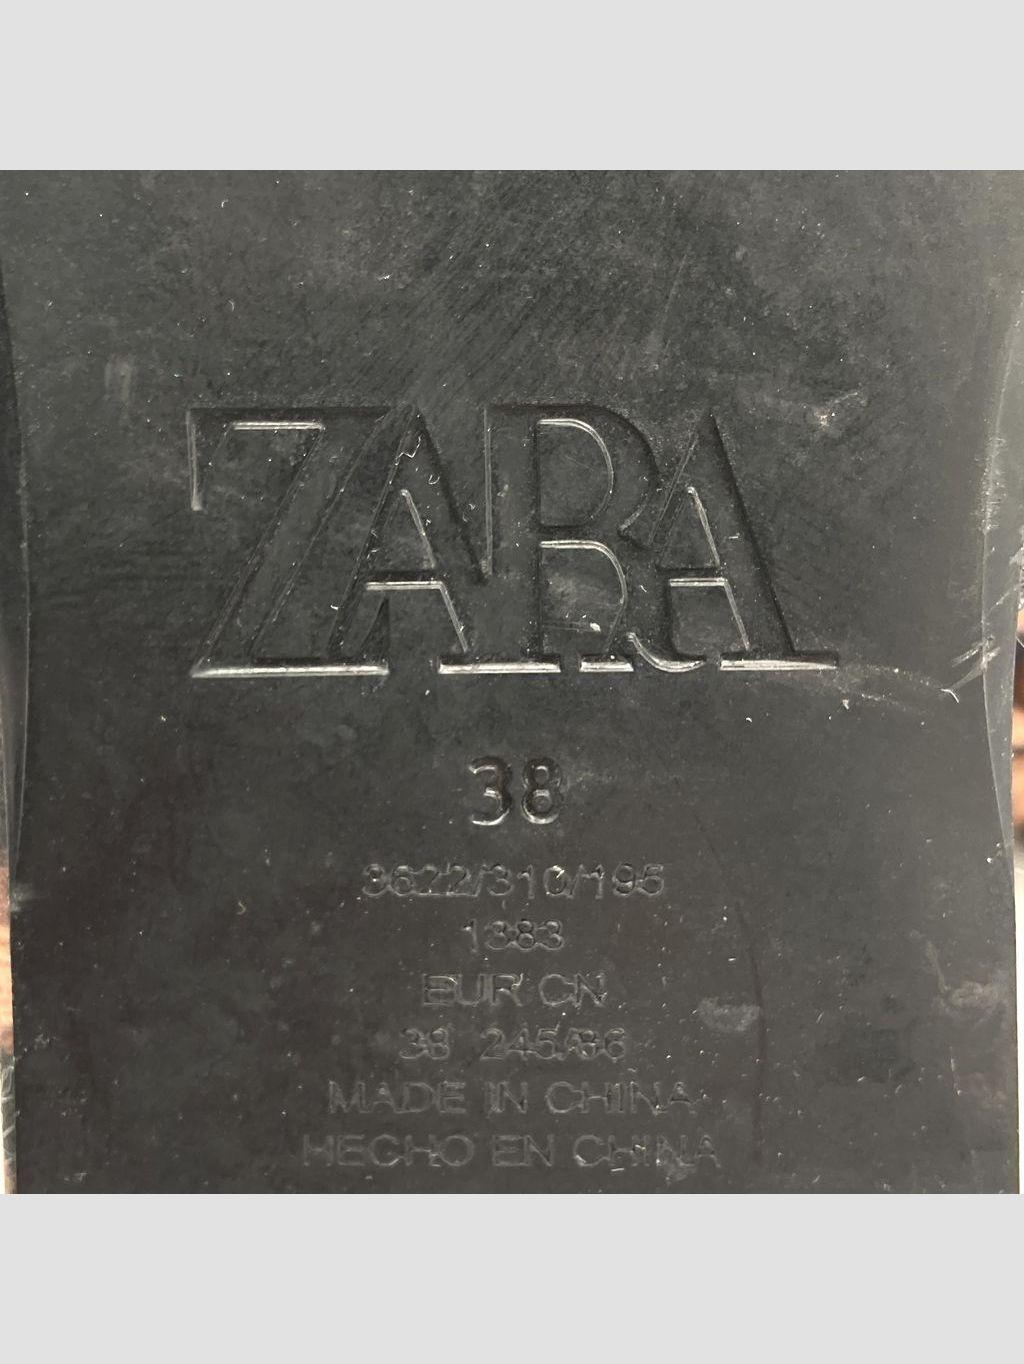 ZARA
38
3622/310/195
1383
EUR CN
38 245/86
MADE IN CHINA
HECHO EN CHINA